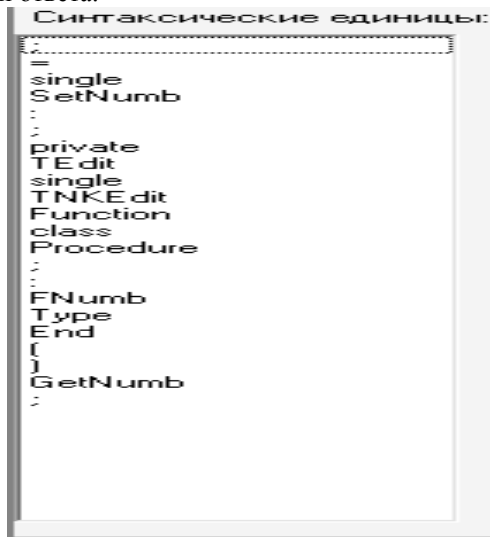 Синтаксические единицы:
;
=
single
SetNumb
:
;
private
TEdit
single
TNKEdit
Function
class
Procedure
;
:
FNumb
Type
End
(
)
GetNumb
;